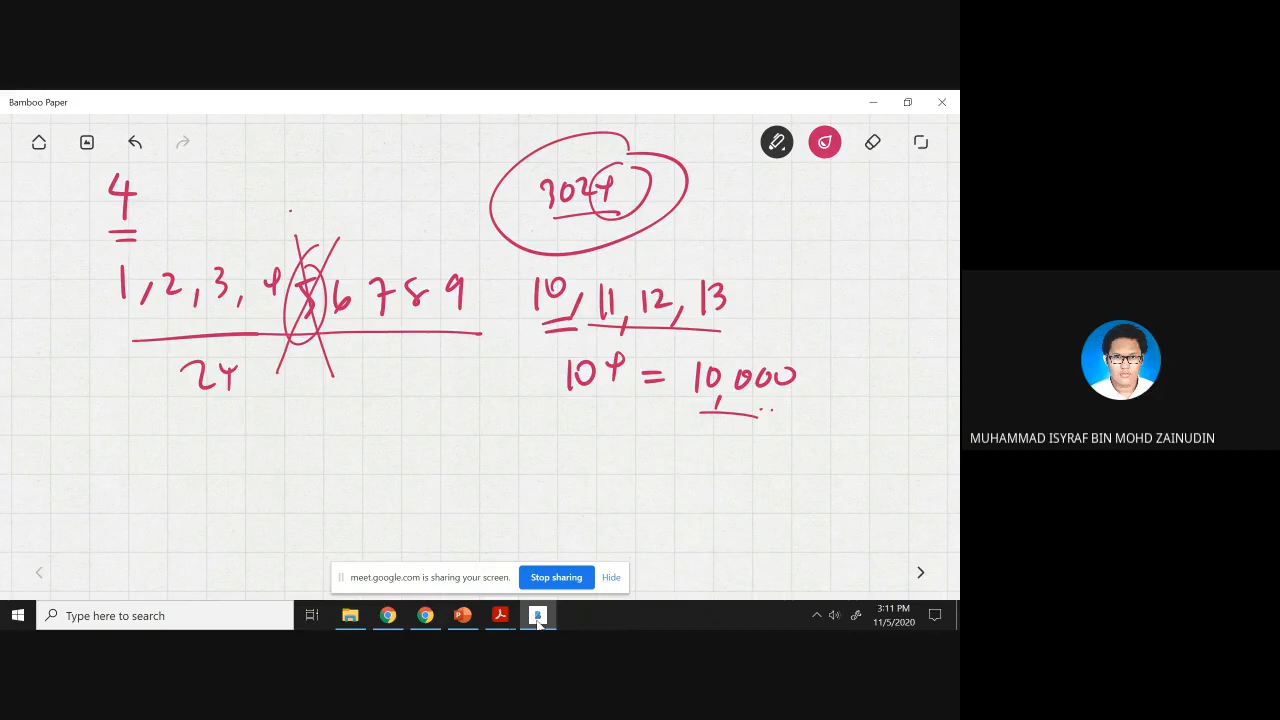 Bamboo Paper
4
3024
1, 2, 3, 4 5 6 7 8 9
10, 11, 12, 13
24
10 4 = 10 000
MUHAMMAD ISYRAF BIN MOHD ZAINUDIN
meet.google.com is sharing your screen. Stop sharing Hide
Type here to search
3:11 PM
11/5/2020